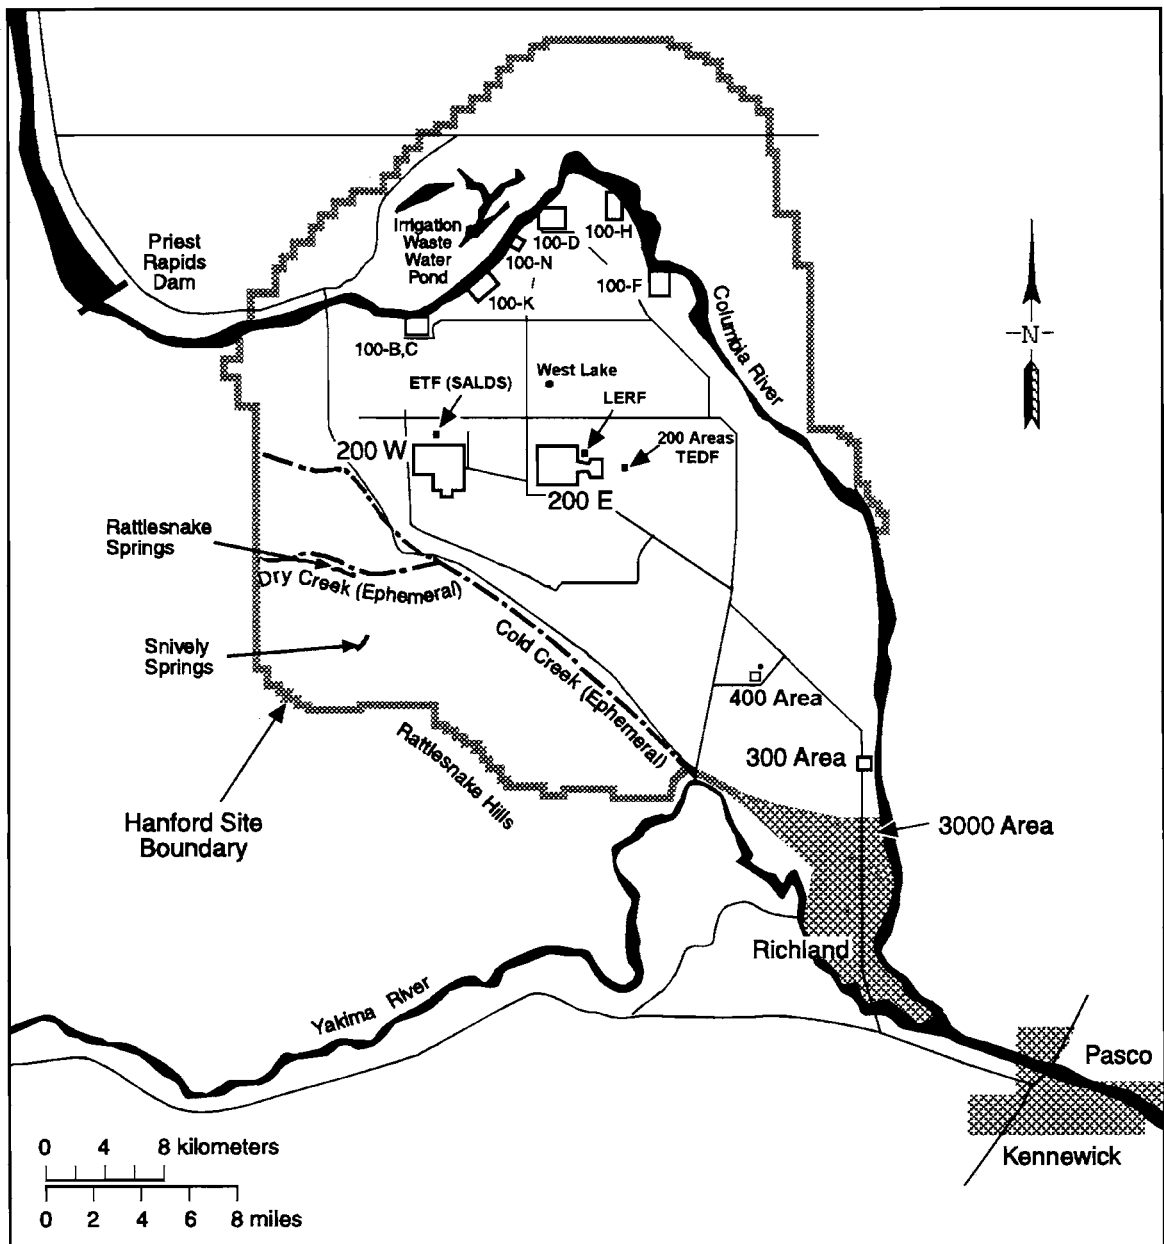 Priest
Rapids
Dam
Irrigation
Waste
Water
Pond
100-D
100-H
100-N
100-F
100-K
100-B,C
Columbia River
-N-
ETF (SALDS)
West Lake
LERF
200 W
200 Areas
TEDF
200 E
Rattlesnake
Springs
Dry Creek (Ephemeral)
Snively
Springs
Cold Creek (Ephemeral)
400 Area
300 Area
Rattlesnake Hills
Hanford Site
Boundary
3000 Area
Richland
Yakima River
Pasco
Kennewick
0 4 8 kilometers
0 2 4 6 8 miles